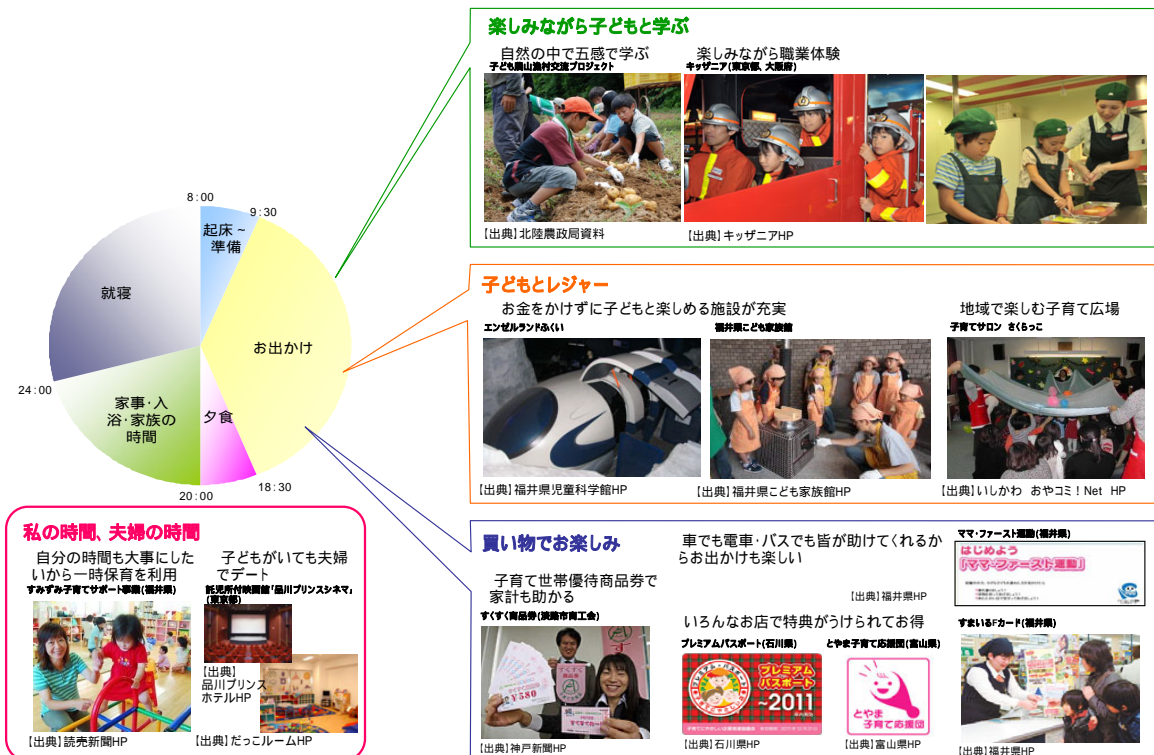 楽しみながら子どもと学ぶ
自然の中で五感で学ぶ
子ども農山漁村交流プロジェクト
【出典】北陸農政局資料
楽しみながら職業体験
キッザニア(東京都、大阪府)
【出典】キッザニアHP
8:00
9:30
起床~
準備
お出かけ
18:30
夕食
20:00
家事・入
浴・家族の
時間
24:00
就寝
子どもとレジャー
お金をかけずに子どもと楽しめる施設が充実
エンゼルランドふくい
【出典】福井県児童科学館HP
福井県こども家族館
【出典】福井県こども家族館HP
地域で楽しむ子育て広場
子育てサロン さくらっこ
【出典】いしかわ おやコミ!Net HP
私の時間、夫婦の時間
自分の時間も大事にした
いから一時保育を利用
すみずみ子育てサポート事業(福井県)
【出典】読売新聞HP
子どもがいても夫婦
でデート
託児所付映画館「品川プリンスシネマ」
(東京都)
【出典】
品川プリンス
ホテルHP
【出典】だっこルームHP
買い物でお楽しみ
子育て世帯優待商品券で
家計も助かる
すくすく商品券(淡路市商工会)
¥580
【出典】神戸新聞HP
車でも電車・バスでも皆が助けてくれるか
らお出かけも楽しい
【出典】福井県HP
ママ・ファースト運動(福井県)
はじめよう
「ママ・ファースト運動」
いろんなお店で特典がうけられてお得
プレミアムパスポート(石川県)
プレミアム
パスポート
~2011
【出典】石川県HP
とやま子育て応援団(富山県)
とやま
子育て応援団
【出典】富山県HP
すまいるFカード(福井県)
【出典】福井県HP